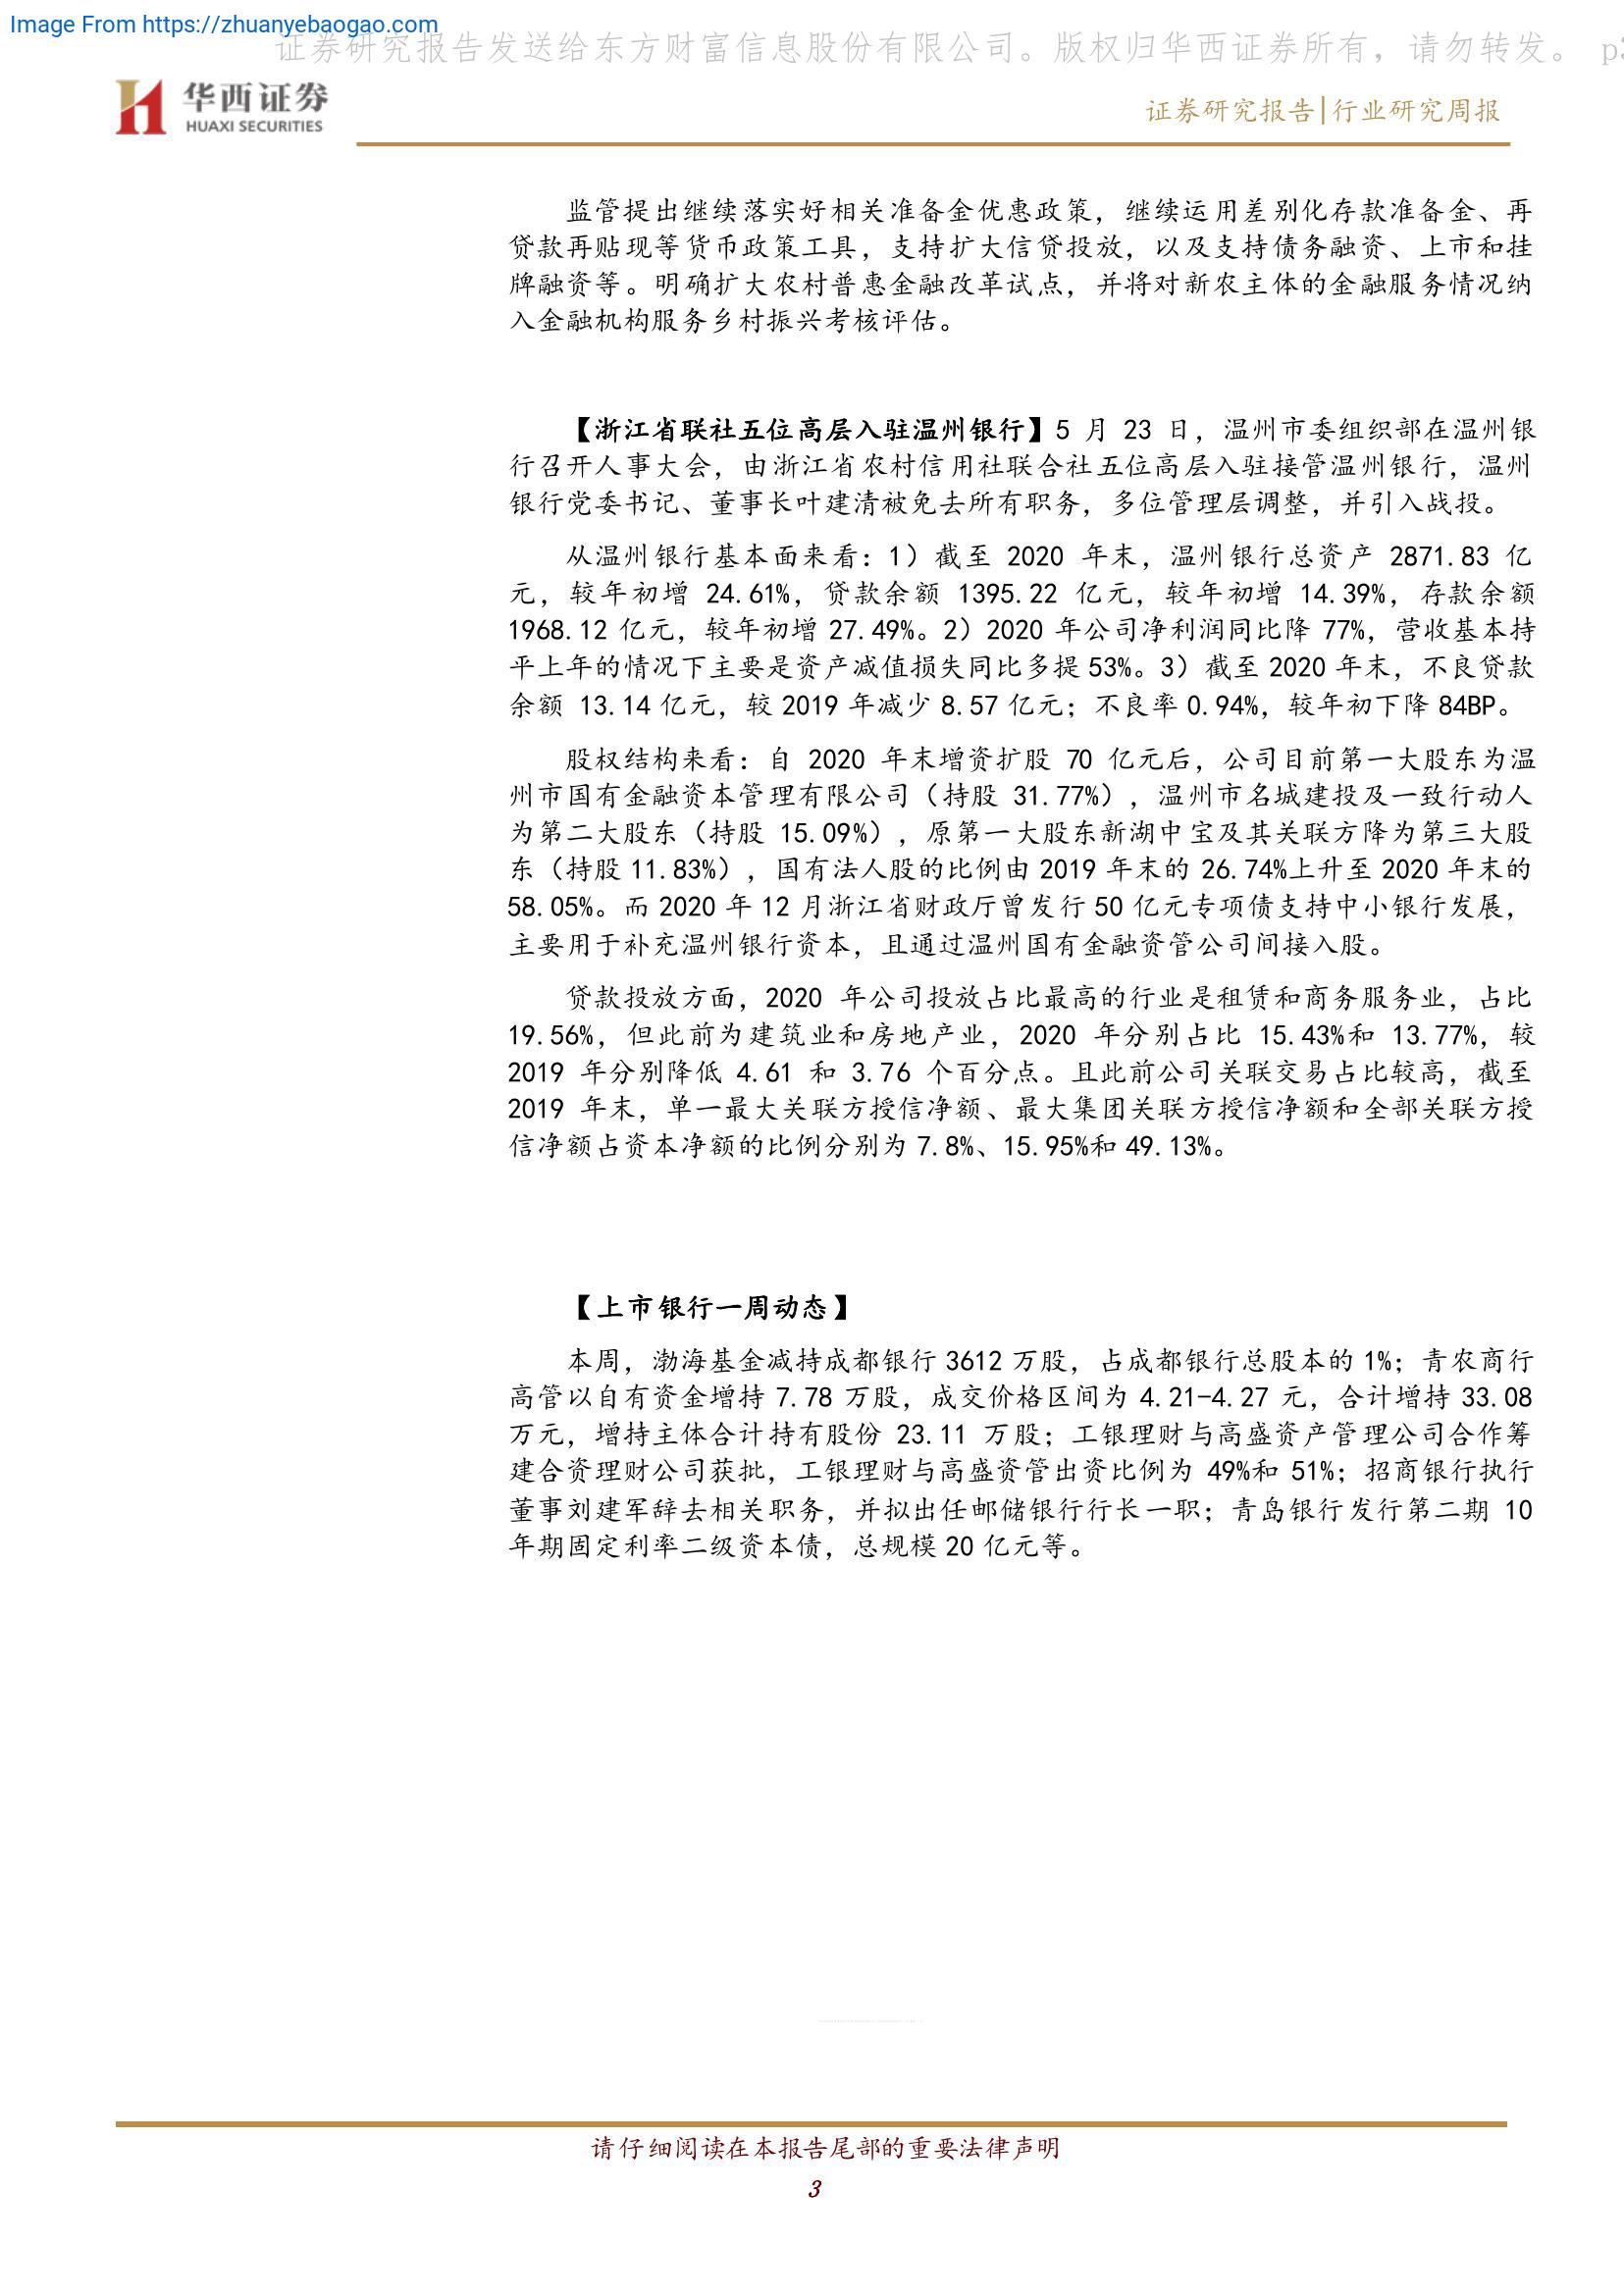 Image From https://zhuanyebaogao.com
证券研究报告发送给东方财富信息股份有限公司。版权归华西证券所有，请勿转发。 p3
华西证券
HUAXI SECURITIES
证券研究报告|行业研究周报
监管提出继续落实好相关准备金优惠政策，继续运用差别化存款准备金、再
贷款再贴现等货币政策工具，支持扩大信贷投放，以及支持债务融资、上市和挂
牌融资等。明确扩大农村普惠金融改革试点，并将对新农主体的金融服务情况纳
入金融机构服务乡村振兴考核评估。
【浙江省联社五位高层入驻温州银行】5 月 23 日，温州市委组织部在温州银
行召开人事大会，由浙江省农村信用社联合社五位高层入驻接管温州银行，温州
银行党委书记、董事长叶建清被免去所有职务，多位管理层调整，并引入战投。
从温州银行基本面来看：1）截至 2020 年末，温州银行总资产 2871.83 亿
元，较年初增 24.61%，贷款余额 1395.22 亿元，较年初增 14.39%，存款余额
1968.12 亿元，较年初增 27.49%。2）2020 年公司净利润同比降 77%，营收基本持
平上年的情况下主要是资产减值损失同比多提 53%。3）截至 2020 年末，不良贷款
余额 13.14 亿元，较 2019 年减少 8.57 亿元；不良率 0.94%，较年初下降 84BP。
股权结构来看：自 2020 年末增资扩股 70 亿元后，公司目前第一大股东为温
州市国有金融资本管理有限公司（持股 31.77%），温州市名城建投及一致行动人
为第二大股东（持股 15.09%），原第一大股东新湖中宝及其关联方降为第三大股
东（持股 11.83%），国有法人股的比例由 2019 年末的 26.74%上升至 2020 年末的
58.05%。而 2020 年 12 月浙江省财政厅曾发行 50 亿元专项债支持中小银行发展，
主要用于补充温州银行资本，且通过温州国有金融资管公司间接入股。
贷款投放方面，2020 年公司投放占比最高的行业是租赁和商务服务业，占比
19.56%，但此前为建筑业和房地产业，2020 年分别占比 15.43%和 13.77%，较
2019 年分别降低 4.61 和 3.76 个百分点。且此前公司关联交易占比较高，截至
2019 年末，单一最大关联方授信净额、最大集团关联方授信净额和全部关联方授
信净额占资本净额的比例分别为 7.8%、15.95%和 49.13%。
【上市银行一周动态】
本周，渤海基金减持成都银行 3612 万股，占成都银行总股本的 1%；青农商行
高管以自有资金增持 7.78 万股，成交价格区间为 4.21-4.27 元，合计增持 33.08
万元，增持主体合计持有股份 23.11 万股；工银理财与高盛资产管理公司合作筹
建合资理财公司获批，工银理财与高盛资管出资比例为 49%和 51%；招商银行执行
董事刘建军辞去相关职务，并拟出任邮储银行行长一职；青岛银行发行第二期 10
年期固定利率二级资本债，总规模 20 亿元等。
请仔细阅读在本报告尾部的重要法律声明
3